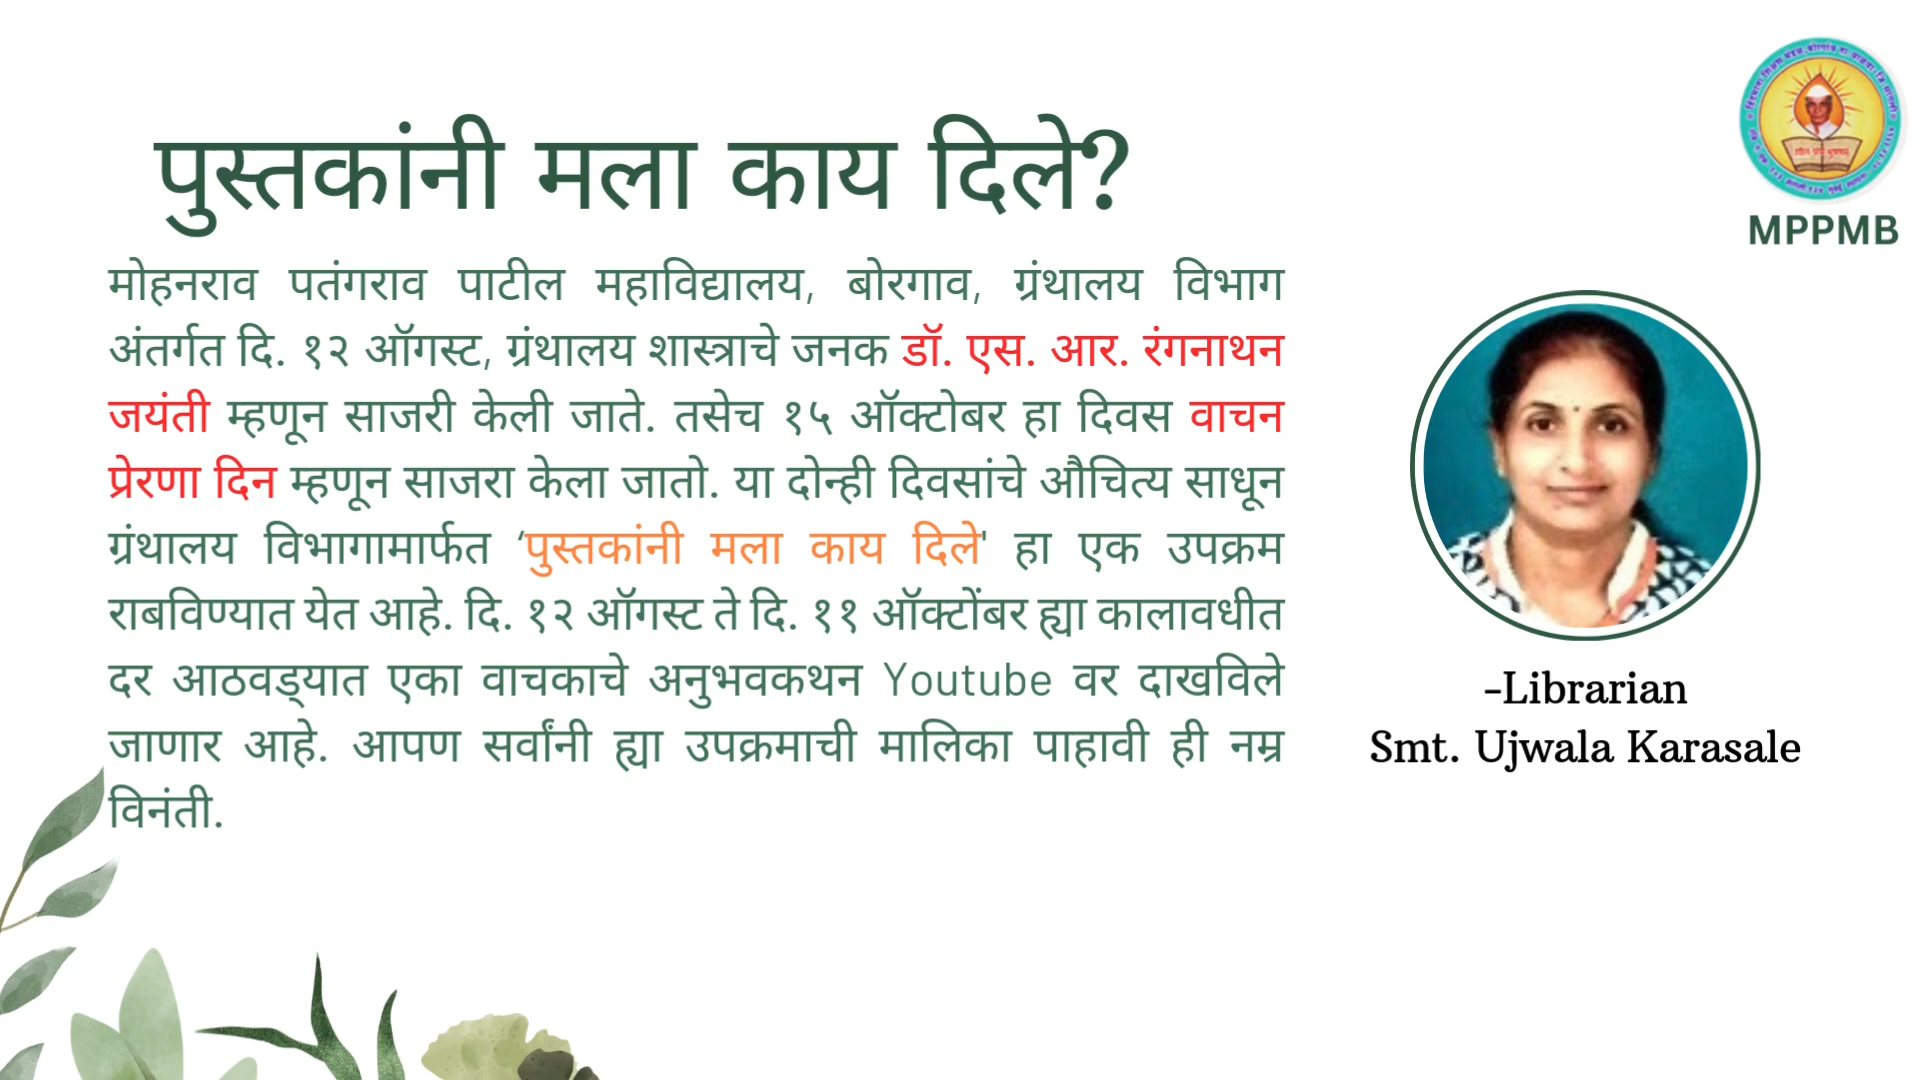 पुस्तकांनी मला काय दिले?
मोहनराव पतंगराव पाटील महाविद्यालय, बोरगाव, ग्रंथालय विभाग
अंतर्गत दि. १२ ऑगस्ट, ग्रंथालय शास्त्राचे जनक डॉ. एस. आर. रंगनाथन
जयंती म्हणून साजरी केली जाते. तसेच १५ ऑक्टोबर हा दिवस वाचन
प्रेरणा दिन म्हणून साजरा केला जातो. या दोन्ही दिवसांचे औचित्य साधून
ग्रंथालय विभागामार्फत ‘पुस्तकांनी मला काय दिले' हा एक उपक्रम
राबविण्यात येत आहे. दि. १२ ऑगस्ट ते दि. ११ ऑक्टोंबर ह्या कालावधीत
दर आठवड्यात एका वाचकाचे अनुभवकथन Youtube वर दाखविले
जाणार आहे. आपण सर्वांनी ह्या उपक्रमाची मालिका पाहावी ही नम्र
विनंती.
MPPMB
-Librarian
Smt. Ujwala Karasale